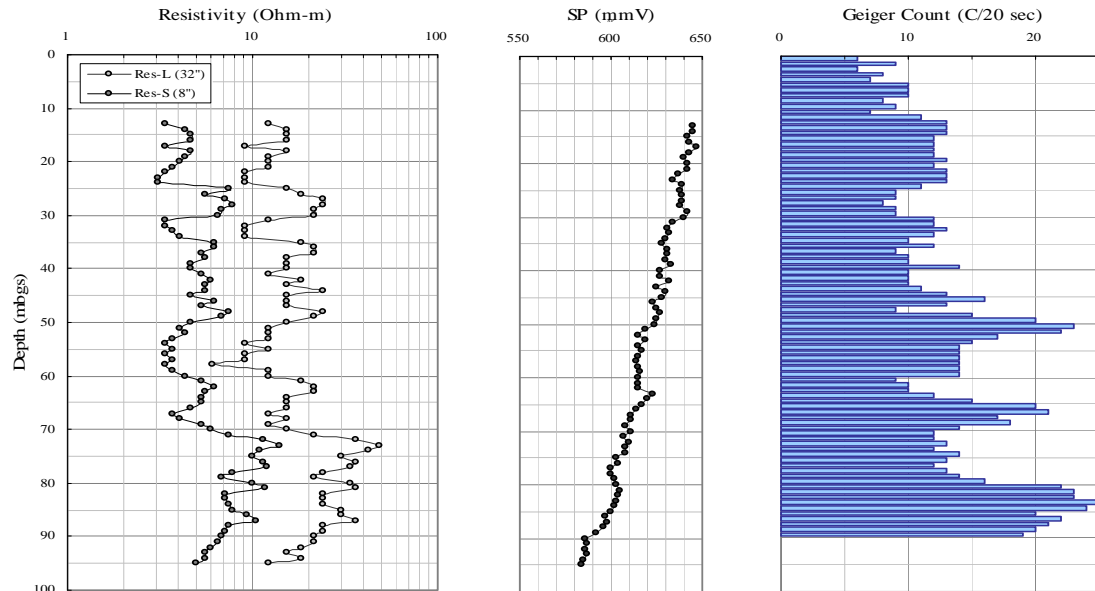 Resistivity (Ohm-m)
SP (mmV)
Geiger Count (C/20 sec)
1 10 100
550 600 650
0 10 20
Res-L (32")
Res-S (8")
Depth (mbgs)
0
10
20
30
40
50
60
70
80
90
100